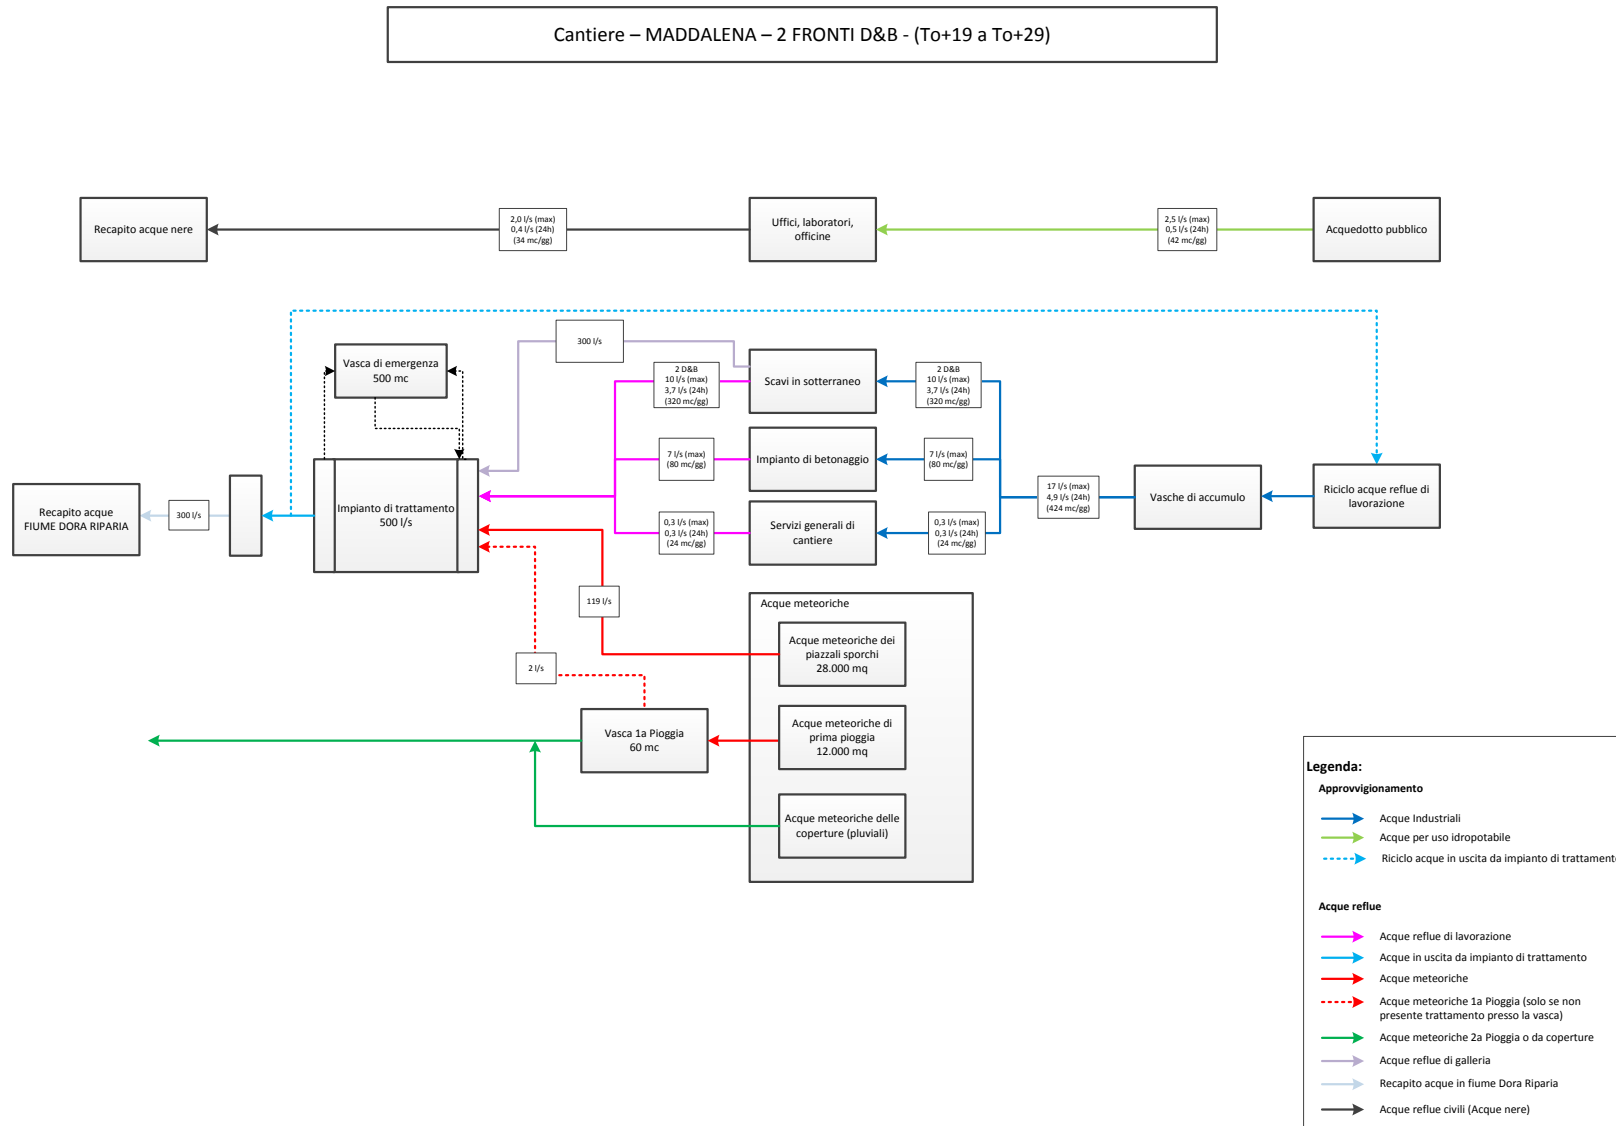 Cantiere – MADDALENA – 2 FRONTI D&B - (To+19 a To+29)
Recapito acque nere
2,0 l/s (max)
0,4 l/s (24h)
(34 mc/gg)
Uffici, laboratori,
officine
2,5 l/s (max)
0,5 l/s (24h)
(42 mc/gg)
Acquedotto pubblico
300 l/s
Vasca di emergenza
500 mc
2 D&B
10 l/s (max)
3,7 l/s (24h)
(320 mc/gg)
Scavi in sotterraneo
2 D&B
10 l/s (max)
3,7 l/s (24h)
(320 mc/gg)
7 l/s (max)
(80 mc/gg)
Impianto di betonaggio
7 l/s (max)
(80 mc/gg)
Recapito acque
FIUME DORA RIPARIA
300 l/s
Impianto di trattamento
500 l/s
17 l/s (max)
4,9 l/s (24h)
(424 mc/gg)
Vasche di accumulo
Riciclo acque reflue di
lavorazione
0,3 l/s (max)
0,3 l/s (24h)
(24 mc/gg)
Servizi generali di
cantiere
0,3 l/s (max)
0,3 l/s (24h)
(24 mc/gg)
119 l/s
Acque meteoriche
Acque meteoriche dei
piazzali sporchi
28.000 mq
2 l/s
Vasca 1a Pioggia
60 mc
Acque meteoriche di
prima pioggia
12.000 mq
Acque meteoriche delle
coperture (pluviali)
Legenda:
Approvvigionamento
Acque Industriali
Acque per uso idropotabile
Riciclo acque in uscita da impianto di trattamento
Acque reflue
Acque reflue di lavorazione
Acque in uscita da impianto di trattamento
Acque meteoriche
Acque meteoriche 1a Pioggia (solo se non
presente trattamento presso la vasca)
Acque meteoriche 2a Pioggia o da coperture
Acque reflue di galleria
Recapito acque in fiume Dora Riparia
Acque reflue civili (Acque nere)